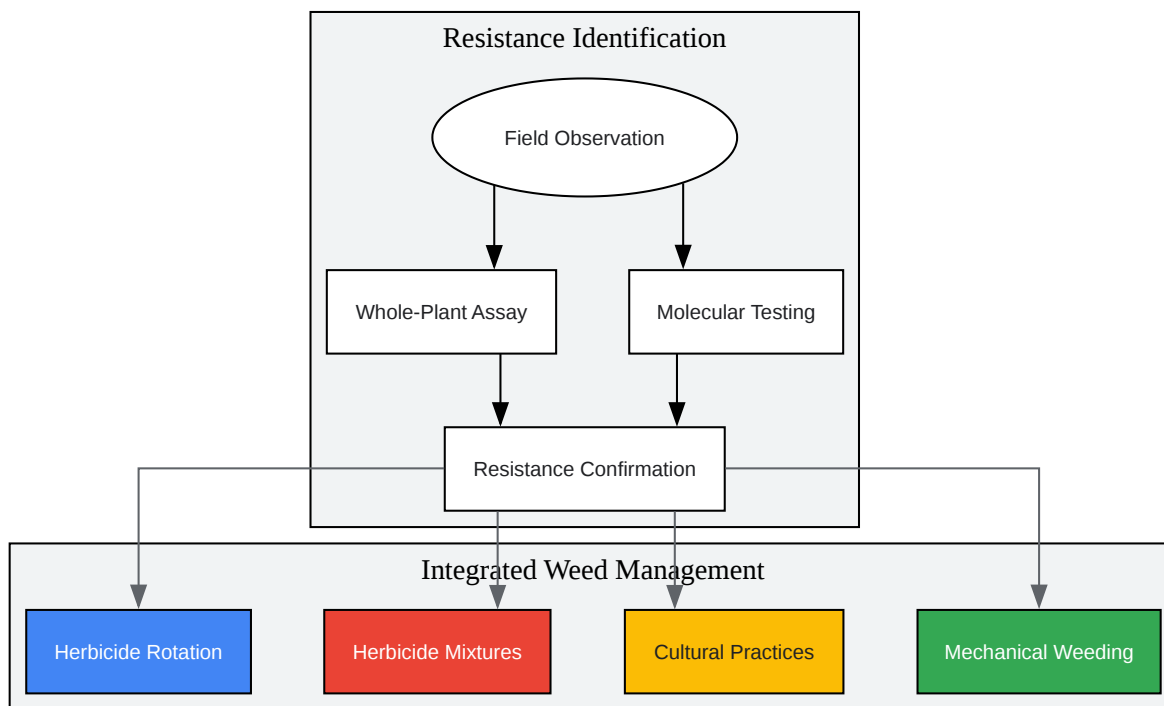 Resistance Identification
Field Observation
Whole-Plant Assay
Molecular Testing
Resistance Confirmation
Integrated Weed Management
Herbicide Rotation
Herbicide Mixtures
Cultural Practices
Mechanical Weeding